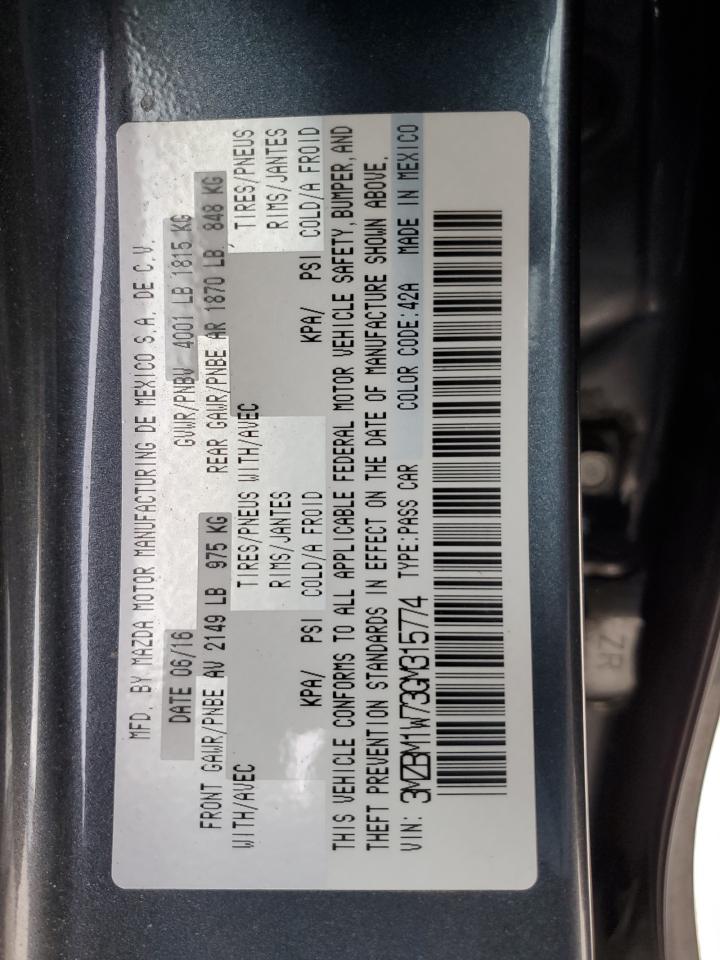 MFD. BY MAZDA MOTOR MANUFACTURING DE MEXICO S.A. DE C.V.
DATE 06/16 GVWR/PNBV 4001 LB 1815 KG
FRONT GAWR/PNBE AV 2149 LB 975 KG REAR GAWR/PNBE AR 1870 LB, 848 KG
WITH/AVEC TIRES/PNEUS WITH/AVEC TIRES/PNEUS
RIMS/JANTES RIMS/JANTES
KPA/ PSI COLD/A FROID KPA/ PSI COLD/A FROID
THIS VEHICLE CONFORMS TO ALL APPLICABLE FEDERAL MOTOR VEHICLE SAFETY, BUMPER, AND
THEFT PREVENTION STANDARDS IN EFFECT ON THE DATE OF MANUFACTURE SHOWN ABOVE.
VIN: 3MZBM1W73GM315774 TYPE:PASS CAR COLOR CODE:42A MADE IN MEXICO
ZR